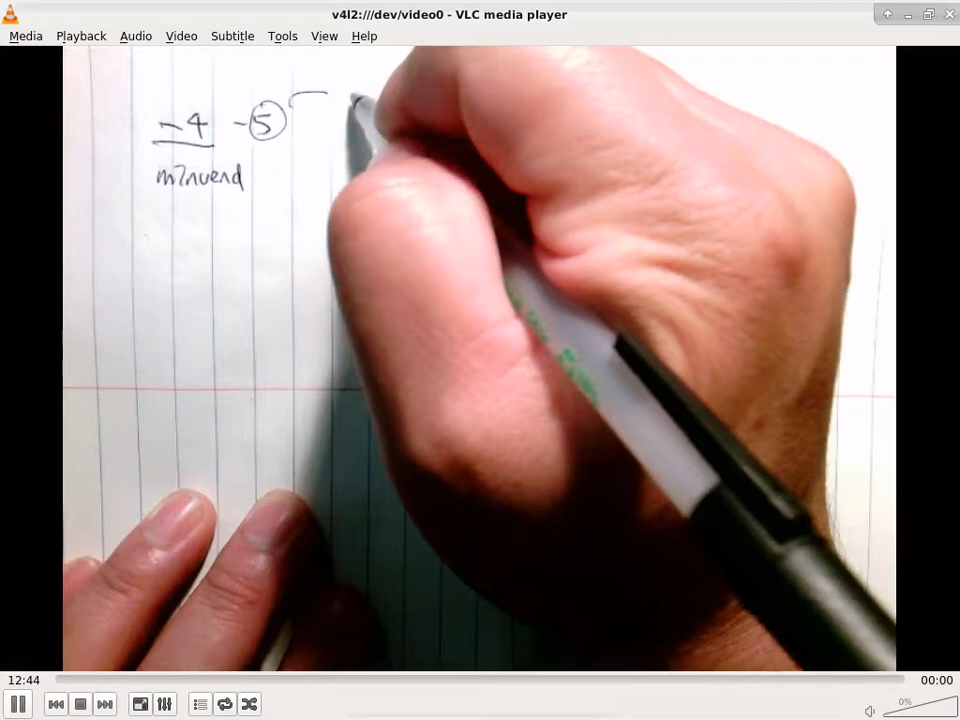 v4l2:///dev/video0 - VLC media player
Media Playback Audio Video Subtitle Tools View Help
-4 -5
minuend
12:44 00:00
0%